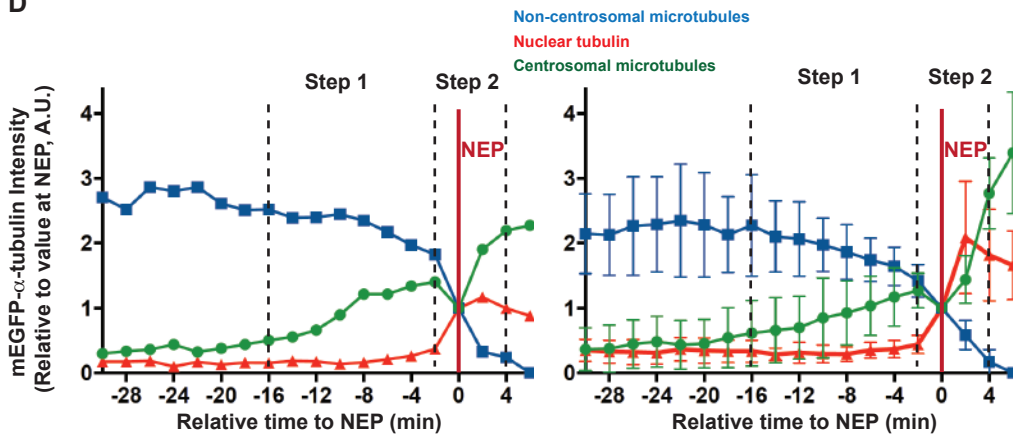 D
Non-centrosomal microtubules
Nuclear tubulin
Centrosomal microtubules
Step 1
Step 2
Step 1
Step 2
mEGFP-α-tubulin Intensity
(Relative to value at NEP, A.U.)
4
3
2
1
0
NEP
-28
-24
-20
-16
-12
-8
-4
0
4
Relative time to NEP (min)
4
3
2
1
0
NEP
-28
-24
-20
-16
-12
-8
-4
0
4
Relative time to NEP (min)